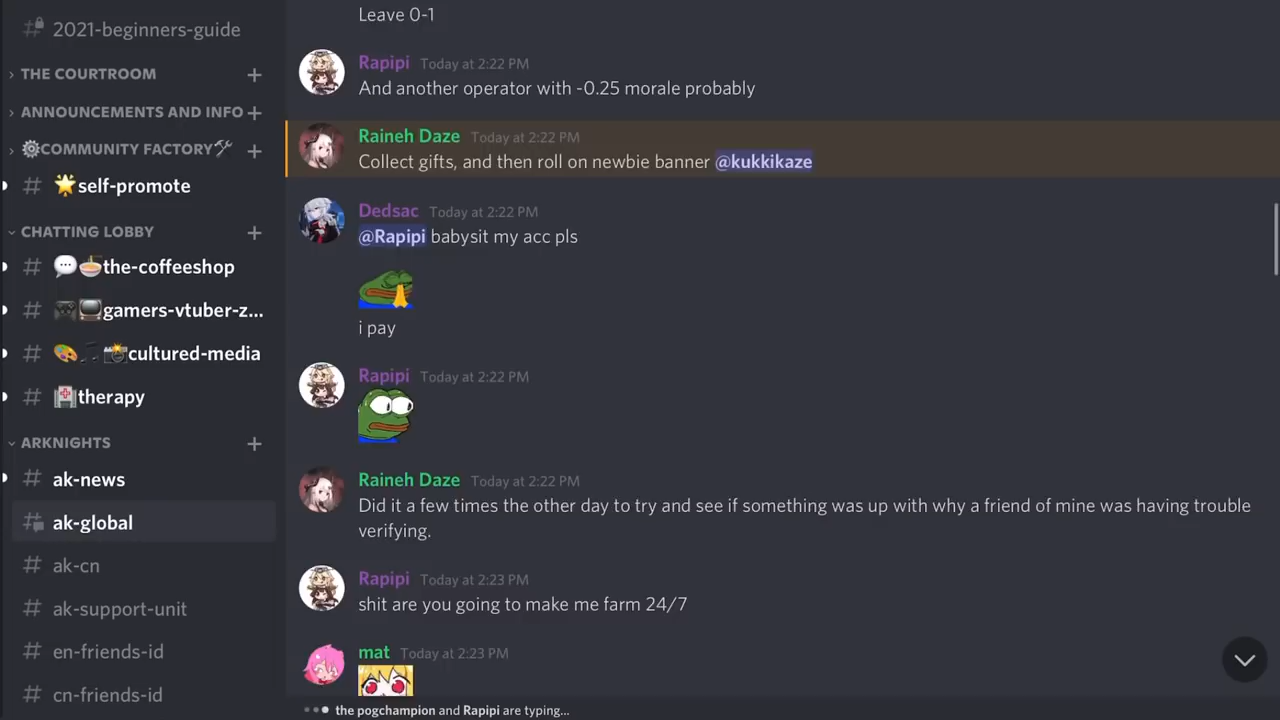 2021-beginners-guide
THE COURTROOM
ANNOUNCEMENTS AND INFO
COMMUNITY FACTORY
self-promote
CHATTING LOBBY
the-coffeeshop
gamers-vtuber-z...
cultured-media
therapy
ARKNIGHTS
ak-news
ak-global
ak-cn
ak-support-unit
en-friends-id
cn-friends-id
Leave 0-1
Rapipi Today at 2:22 PM
And another operator with -0.25 morale probably
Raineh Daze Today at 2:22 PM
Collect gifts, and then roll on newbie banner @kukkikaze
Dedsac Today at 2:22 PM
@Rapipi babysit my acc pls
i pay
Rapipi Today at 2:22 PM
Raineh Daze Today at 2:22 PM
Did it a few times the other day to try and see if something was up with why a friend of mine was having trouble
verifying.
Rapipi Today at 2:23 PM
shit are you going to make me farm 24/7
mat Today at 2:23 PM
the pogchampion and Rapipi are typing...